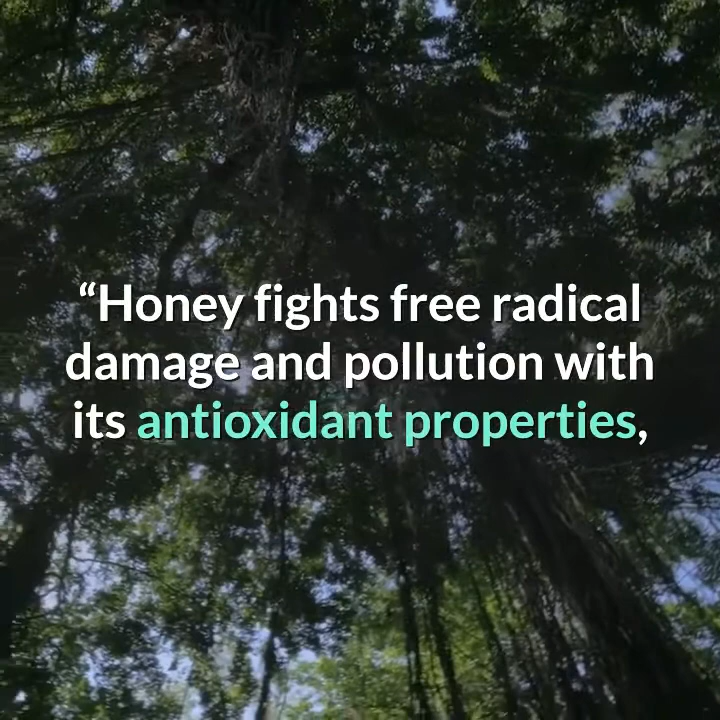 “Honey fights free radical
damage and pollution with
its antioxidant properties,